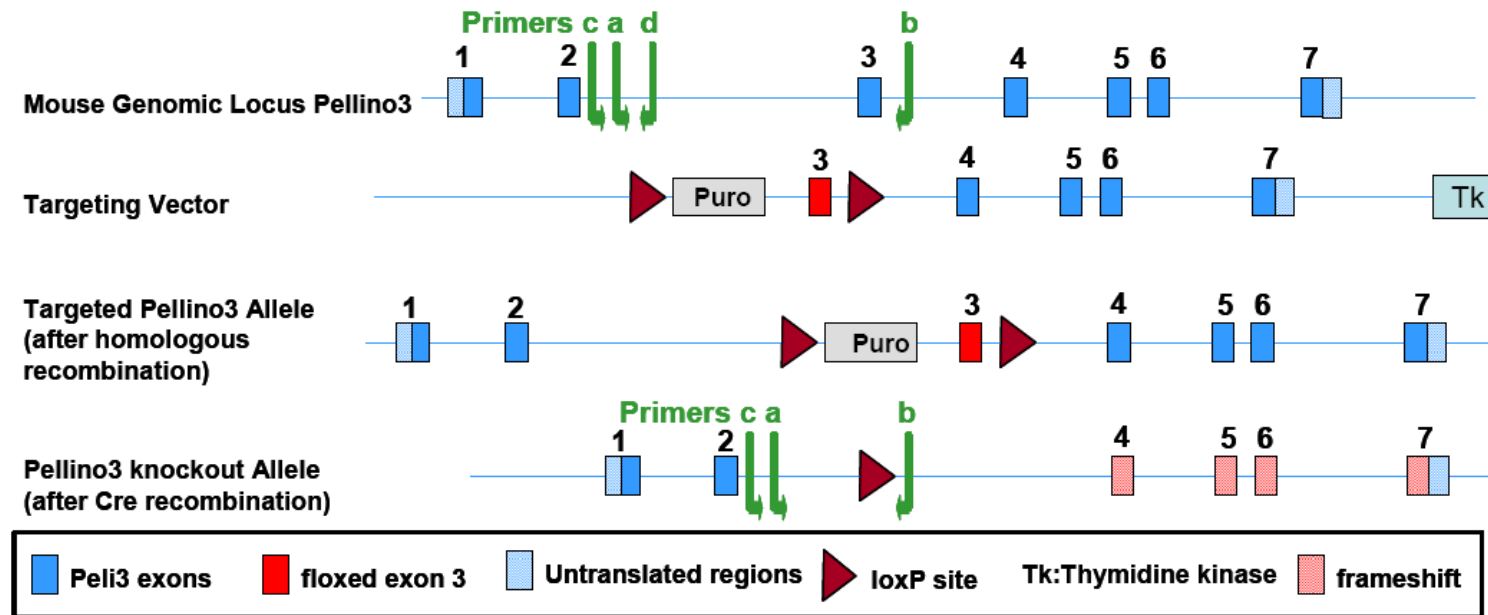 Primers c a d b
1 2 3 4 5 6 7
Mouse Genomic Locus Pellino3
3 4 5 6 7
Targeting Vector Puro Tk
Targeted Pellino3 Allele
(after homologous
recombination)
1 2 3 4 5 6 7
Puro
Primers c a b
1 2 4 5 6 7
Pellino3 knockout Allele
(after Cre recombination)
Peli3 exons floxed exon 3 Untranslated regions loxP site Tk:Thymidine kinase frameshift